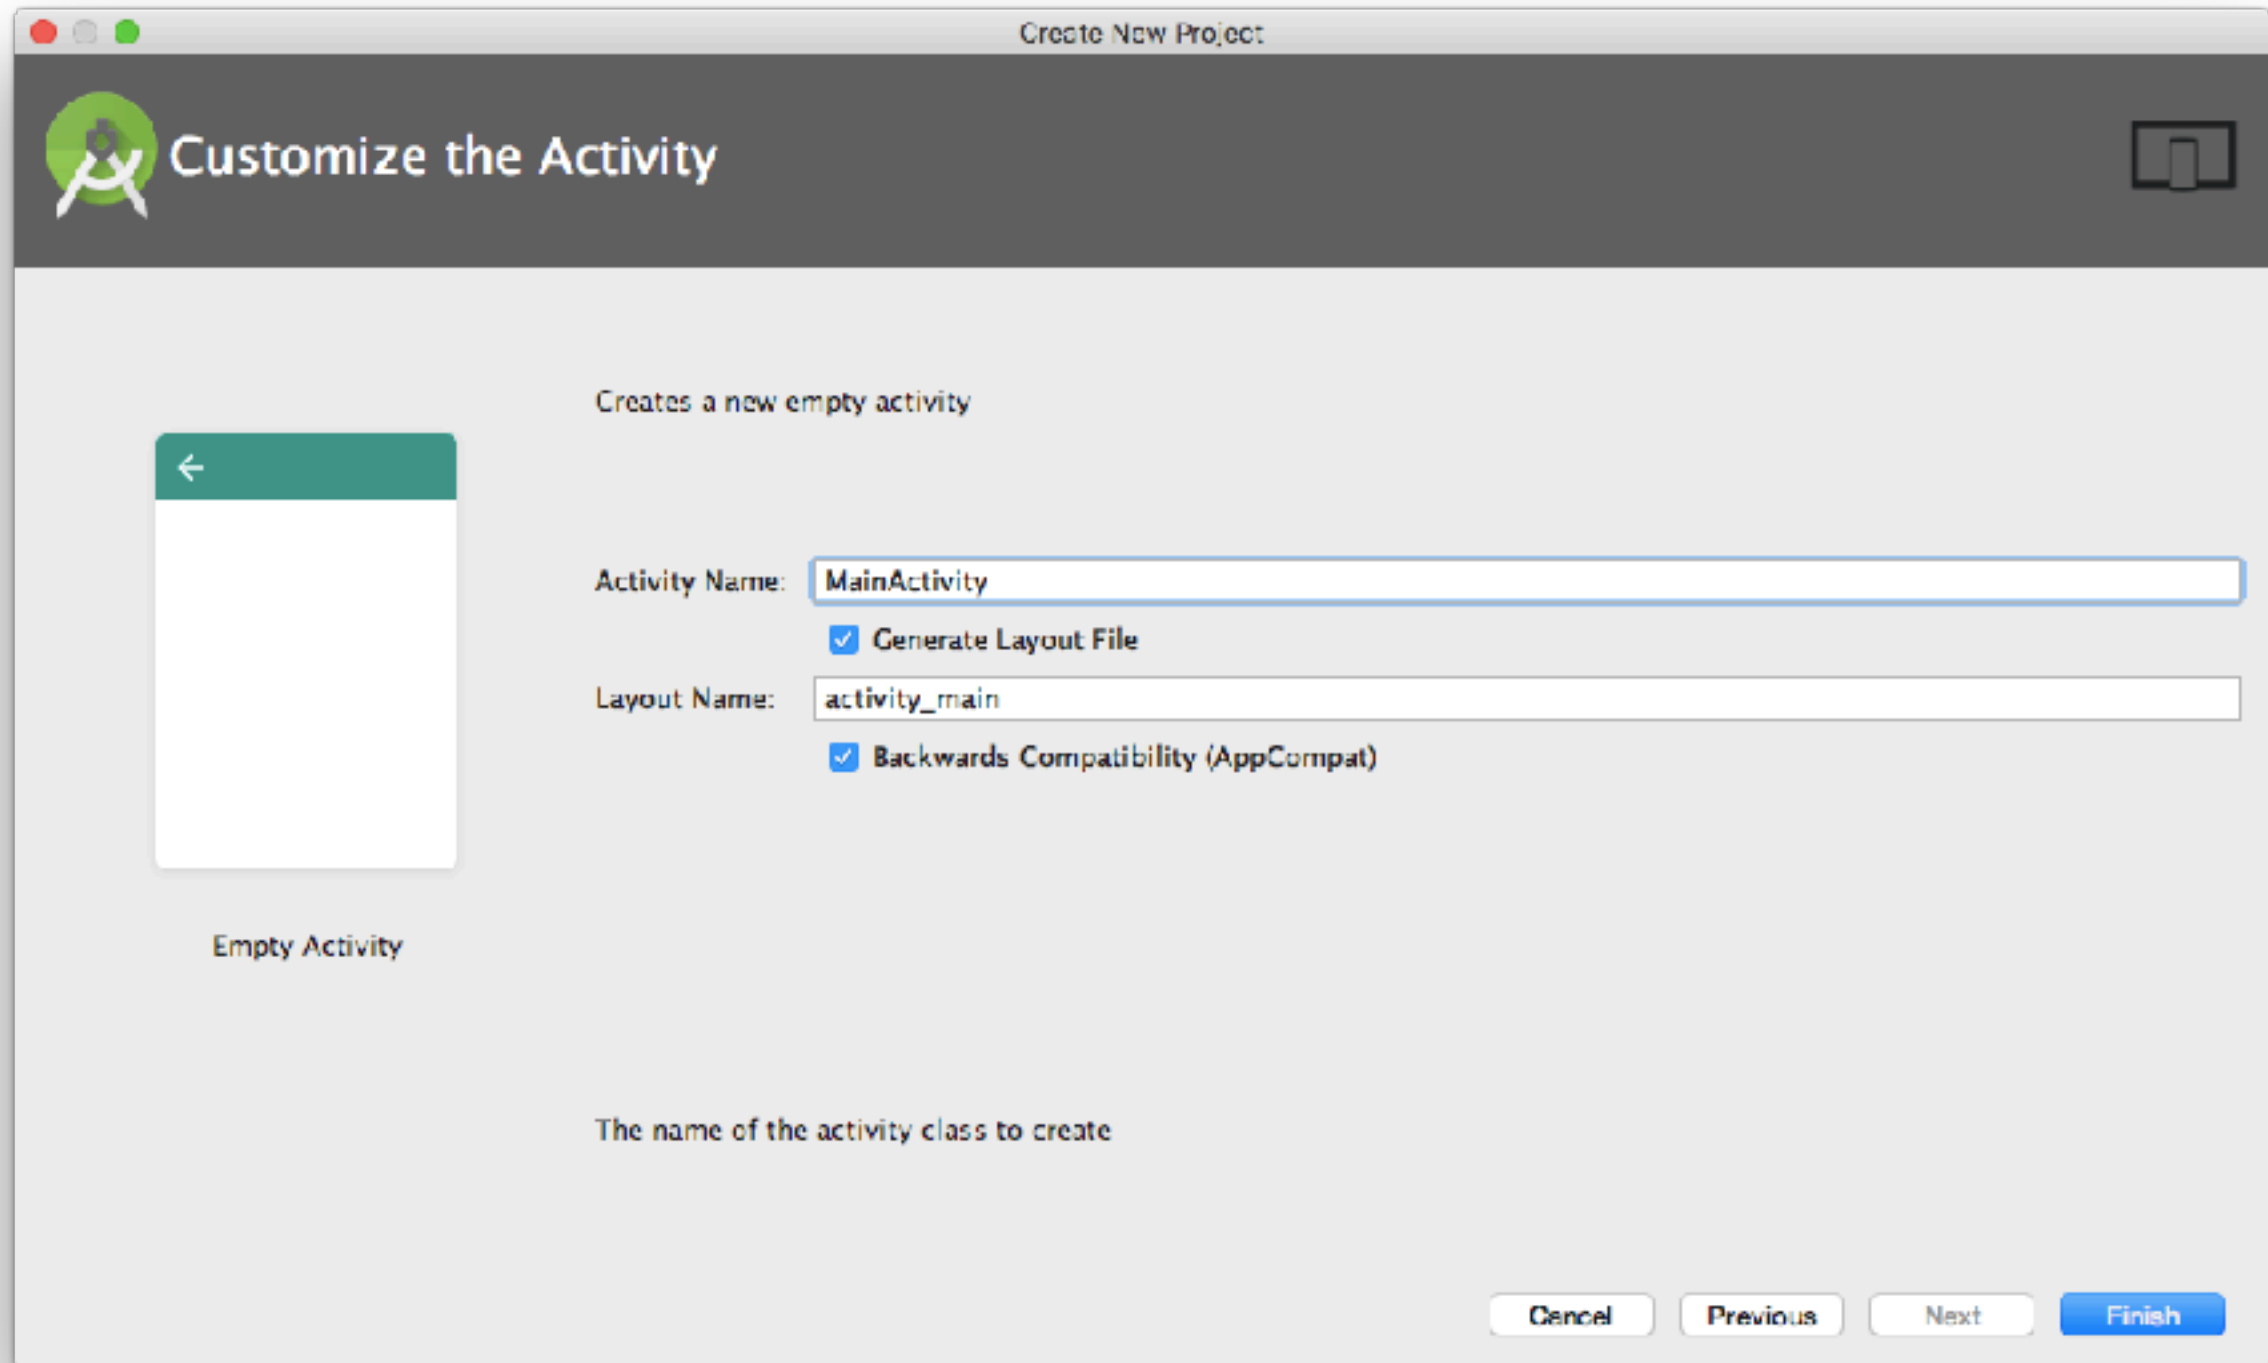 Create New Project
Customize the Activity
Creates a new empty activity
Activity Name: MainActivity
Generate Layout File
Layout Name: activity_main
Backwards Compatibility (AppCompat)
Empty Activity
The name of the activity class to create
Cancel Previous Next Finish